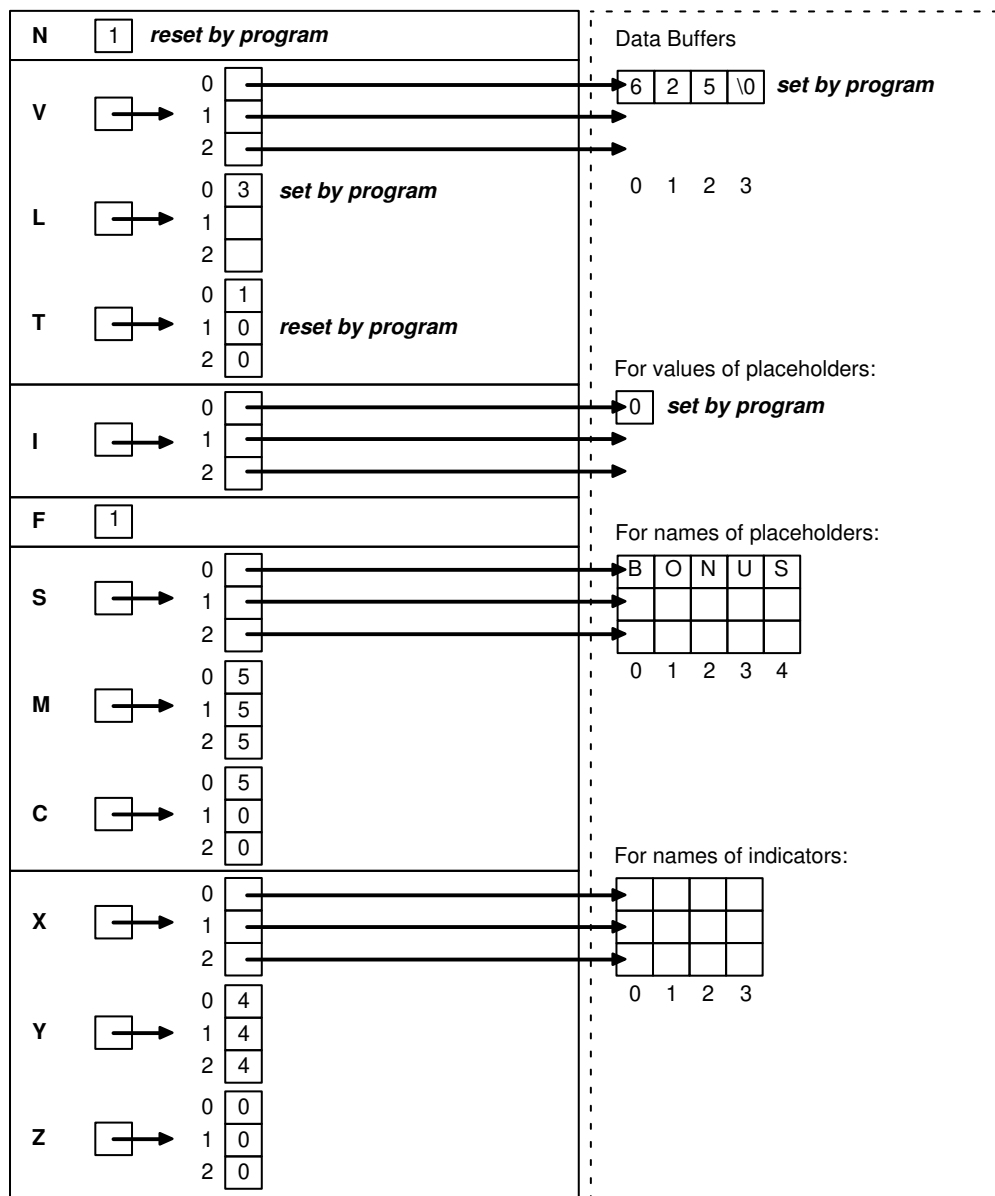 N 1 reset by program
Data Buffers
0 6 2 5 \0 set by program
V 1
2
0 1 2 3
0 3 set by program
L 1
2
0 1
T 1 0 reset by program
2 0
For values of placeholders:
0 0 set by program
I 1
2
F 1
For names of placeholders:
0 B O N U S
S 1
2
0 1 2 3 4
0 5
M 1 5
2 5
0 5
C 1 0
2 0
For names of indicators:
0
X 1
2
0 1 2 3
0 4
Y 1 4
2 4
0 0
Z 1 0
2 0